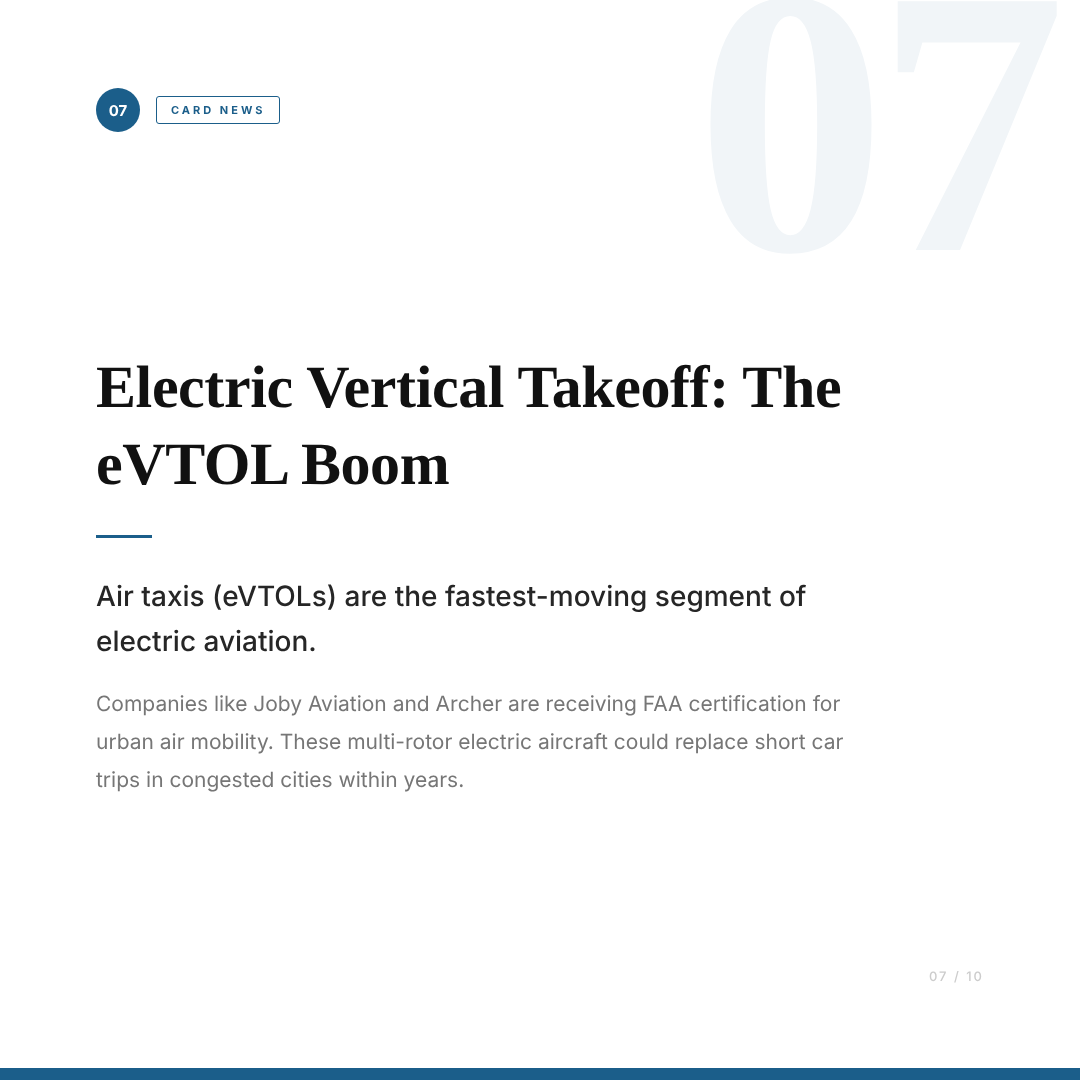 07
07
CARD NEWS
Electric Vertical Takeoff: The
eVTOL Boom
Air taxis (eVTOLs) are the fastest-moving segment of
electric aviation.
Companies like Joby Aviation and Archer are receiving FAA certification for
urban air mobility. These multi-rotor electric aircraft could replace short car
trips in congested cities within years.
07 / 10